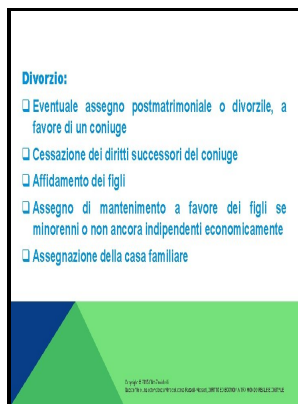 Divorzio:
❑ Eventuale assegno postmatrimoniale o divorzile, a
favore di un coniuge
❑ Cessazione dei diritti successori del coniuge
❑ Affidamento dei figli
❑ Assegno di mantenimento a favore dei figli se
minorenni o non ancora indipendenti economicamente
❑ Assegnazione della casa familiare
Copyright ©